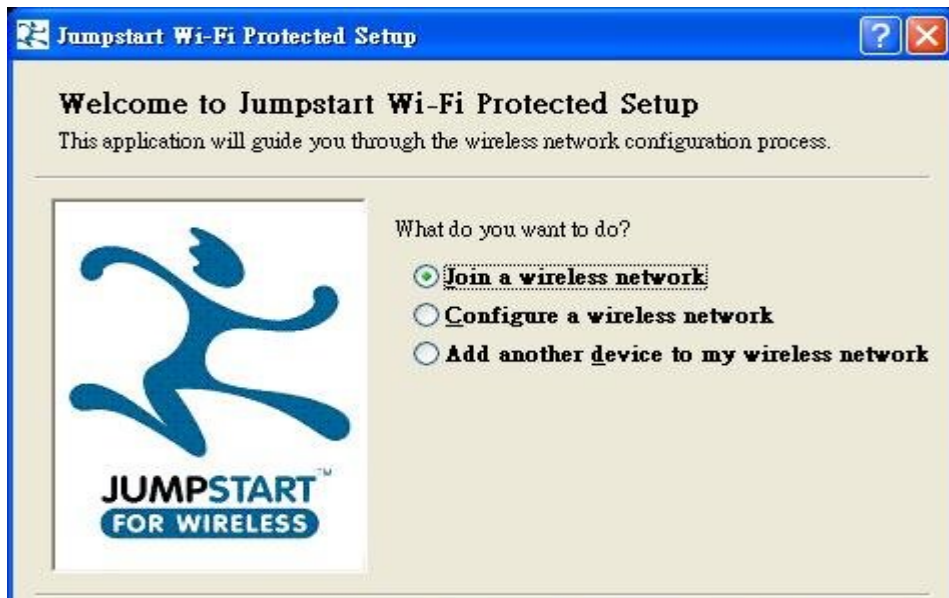 Jumpstart Wi-Fi Protected Setup
Welcome to Jumpstart Wi-Fi Protected Setup
This application will guide you through the wireless network configuration process.
What do you want to do?
Join a wireless network
Configure a wireless network
Add another device to my wireless network
JUMPSTART™
FOR WIRELESS